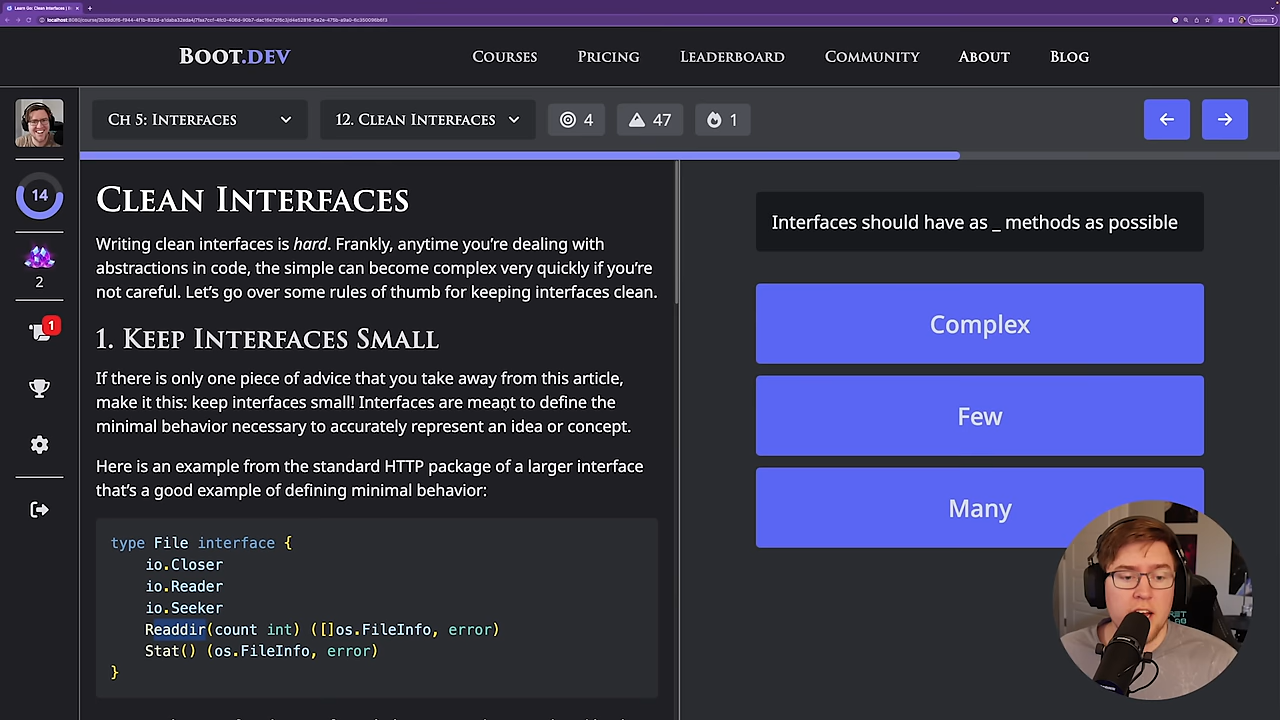 Learn Go: Clean Interfaces
localhost:8080/course/
BOOT.DEV
COURSES
PRICING
LEADERBOARD
COMMUNITY
ABOUT
BLOG
CH 5: INTERFACES
12. CLEAN INTERFACES
4
47
1
14
2
1
CLEAN INTERFACES
Writing clean interfaces is hard. Frankly, anytime you're dealing with
abstractions in code, the simple can become complex very quickly if you're
not careful. Let's go over some rules of thumb for keeping interfaces clean.
1. KEEP INTERFACES SMALL
If there is only one piece of advice that you take away from this article,
make it this: keep interfaces small! Interfaces are meant to define the
minimal behavior necessary to accurately represent an idea or concept.
Here is an example from the standard HTTP package of a larger interface
that's a good example of defining minimal behavior:
type File interface {
io.Closer
io.Reader
io.Seeker
Readdir(count int) ([]os.FileInfo, error)
Stat() (os.FileInfo, error)
}
Interfaces should have as _ methods as possible
Complex
Few
Many